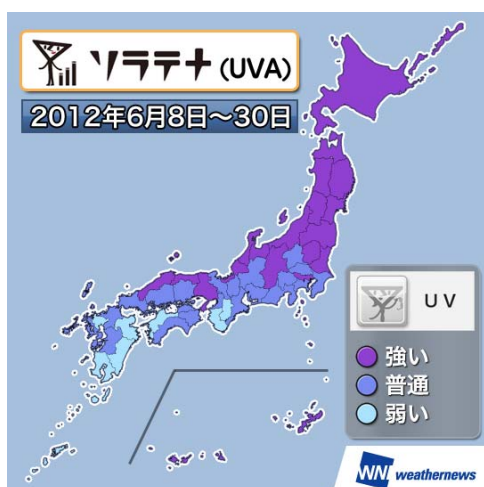 ソラテナ(UVA)
2012年6月8日～30日
UV
強い
普通
弱い
WNI weathernews